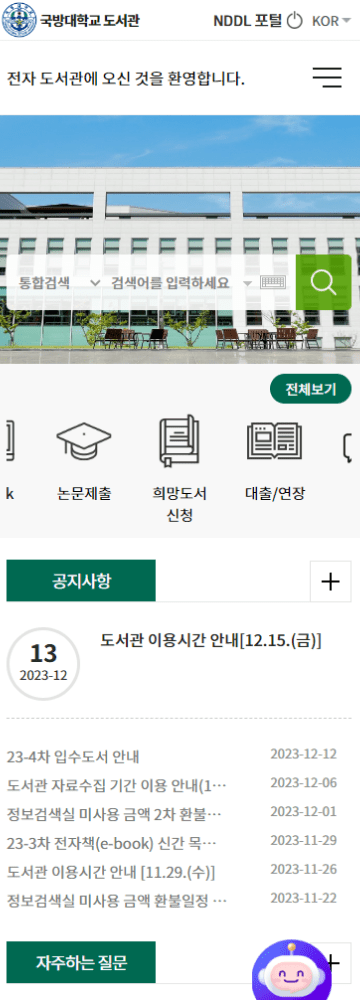 국방대학교 도서관
NDDL 포털
KOR
전자 도서관에 오신 것을 환영합니다.
통합검색
검색어를 입력하세요
전체보기
k
논문제출
희망도서
신청
대출/연장
공지사항
+
13
2023-12
도서관 이용시간 안내[12.15.(금)]
23-4차 입수도서 안내 2023-12-12
도서관 자료수집 기간 이용 안내(1… 2023-12-06
정보검색실 미사용 금액 2차 환불… 2023-12-01
23-3차 전자책(e-book) 신간 목… 2023-11-29
도서관 이용시간 안내 [11.29.(수)] 2023-11-26
정보검색실 미사용 금액 환불일정 … 2023-11-22
자주하는 질문
+